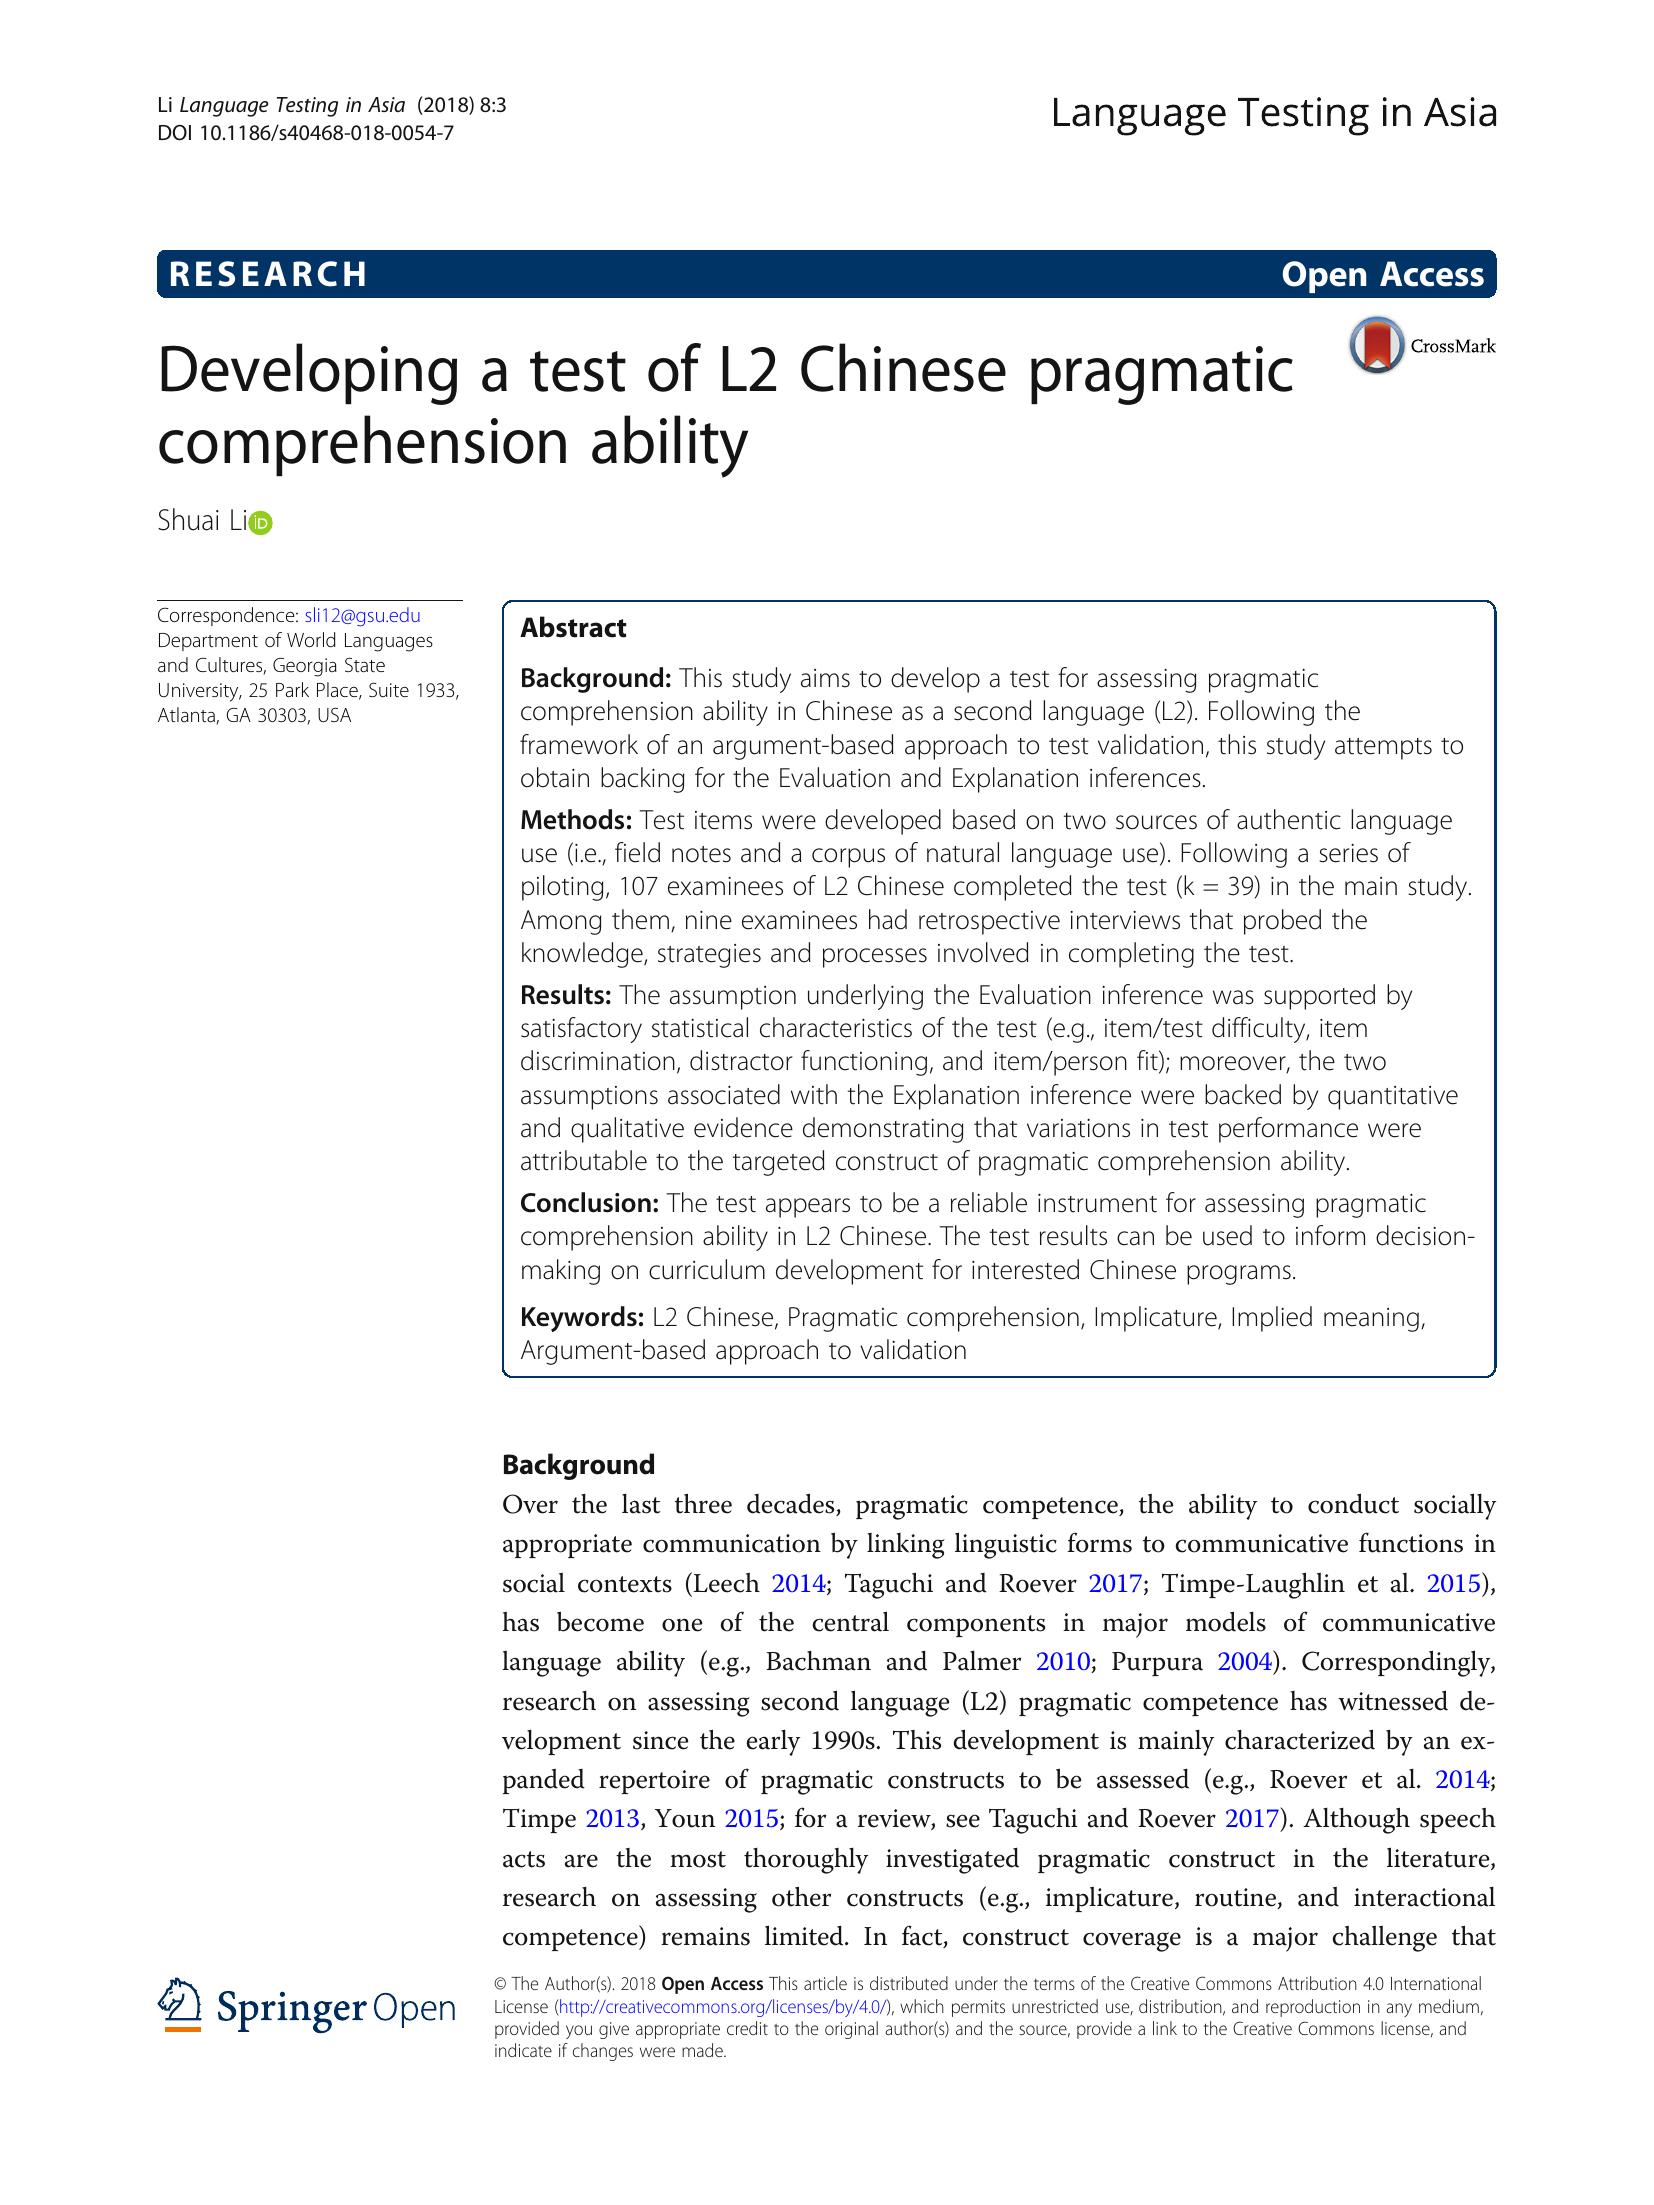 Li Language Testing in Asia (2018) 8:3
DOI 10.1186/s40468-018-0054-7
Language Testing in Asia
RESEARCH
Open Access
CrossMark
Developing a test of L2 Chinese pragmatic
comprehension ability
Shuai Li
iD
Correspondence: sli12@gsu.edu
Department of World Languages
and Cultures, Georgia State
University, 25 Park Place, Suite 1933,
Atlanta, GA 30303, USA
Abstract
Background: This study aims to develop a test for assessing pragmatic
comprehension ability in Chinese as a second language (L2). Following the
framework of an argument-based approach to test validation, this study attempts to
obtain backing for the Evaluation and Explanation inferences.
Methods: Test items were developed based on two sources of authentic language
use (i.e., field notes and a corpus of natural language use). Following a series of
piloting, 107 examinees of L2 Chinese completed the test (k = 39) in the main study.
Among them, nine examinees had retrospective interviews that probed the
knowledge, strategies and processes involved in completing the test.
Results: The assumption underlying the Evaluation inference was supported by
satisfactory statistical characteristics of the test (e.g., item/test difficulty, item
discrimination, distractor functioning, and item/person fit); moreover, the two
assumptions associated with the Explanation inference were backed by quantitative
and qualitative evidence demonstrating that variations in test performance were
attributable to the targeted construct of pragmatic comprehension ability.
Conclusion: The test appears to be a reliable instrument for assessing pragmatic
comprehension ability in L2 Chinese. The test results can be used to inform decision-
making on curriculum development for interested Chinese programs.
Keywords: L2 Chinese, Pragmatic comprehension, Implicature, Implied meaning,
Argument-based approach to validation
Background
Over the last three decades, pragmatic competence, the ability to conduct socially
appropriate communication by linking linguistic forms to communicative functions in
social contexts (Leech 2014; Taguchi and Roever 2017; Timpe-Laughlin et al. 2015),
has become one of the central components in major models of communicative
language ability (e.g., Bachman and Palmer 2010; Purpura 2004). Correspondingly,
research on assessing second language (L2) pragmatic competence has witnessed de-
velopment since the early 1990s. This development is mainly characterized by an ex-
panded repertoire of pragmatic constructs to be assessed (e.g., Roever et al. 2014;
Timpe 2013, Youn 2015; for a review, see Taguchi and Roever 2017). Although speech
acts are the most thoroughly investigated pragmatic construct in the literature,
research on assessing other constructs (e.g., implicature, routine, and interactional
competence) remains limited. In fact, construct coverage is a major challenge that
Springer Open
© The Author(s). 2018 Open Access This article is distributed under the terms of the Creative Commons Attribution 4.0 International
License (http://creativecommons.org/licenses/by/4.0/), which permits unrestricted use, distribution, and reproduction in any medium,
provided you give appropriate credit to the original author(s) and the source, provide a link to the Creative Commons license, and
indicate if changes were made.